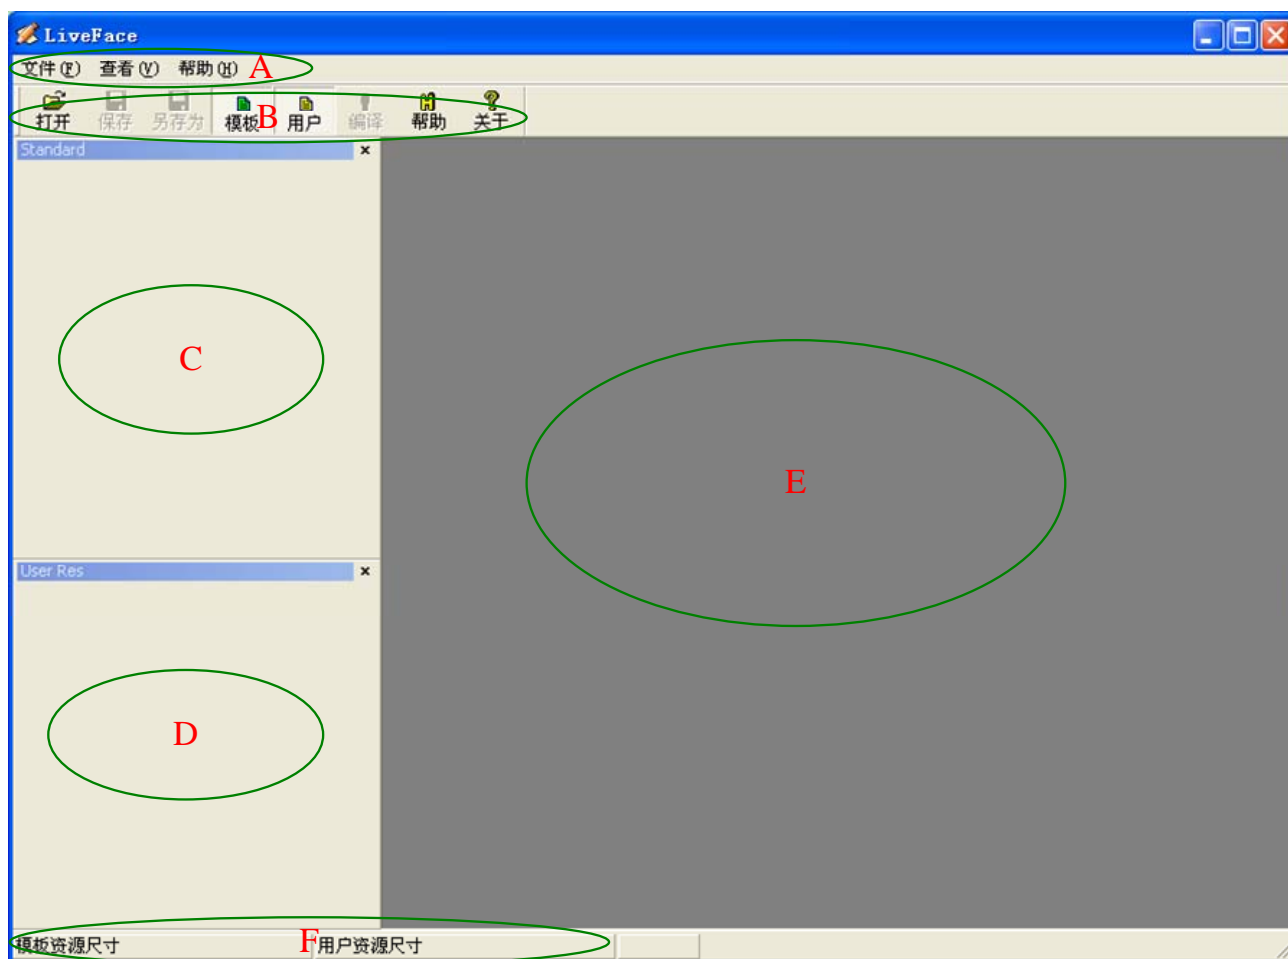 LiveFace
文件(F) 查看(V) 帮助(H) A
打开 保存 另存为 模板 B 用户 编译 帮助 关于
Standard
C
E
User Res
D
模板资源尺寸 F 用户资源尺寸